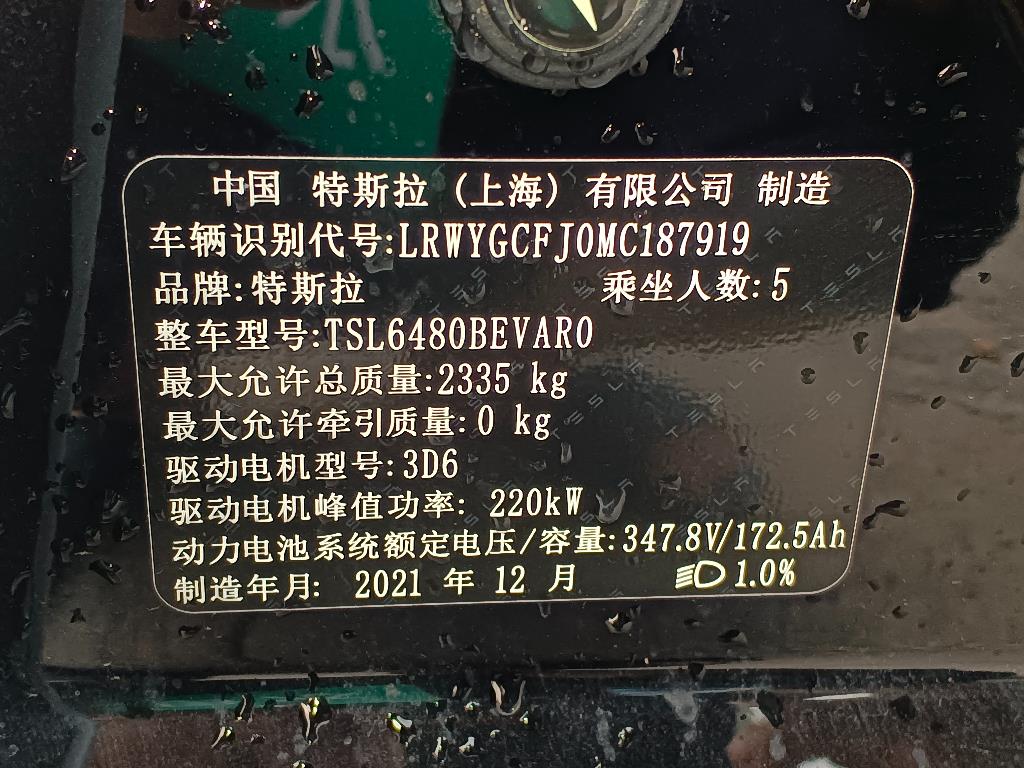 中国 特斯拉（上海）有限公司 制造
车辆识别代号:LRWYGCFJ0MC187919
品牌:特斯拉 乘坐人数:5
整车型号:TSL6480BEVAR0
最大允许总质量:2335 kg
最大允许牵引质量:0 kg
驱动电机型号:3D6
驱动电机峰值功率: 220kW
动力电池系统额定电压/容量:347.8V/172.5Ah
制造年月: 2021 年 12 月 1.0%